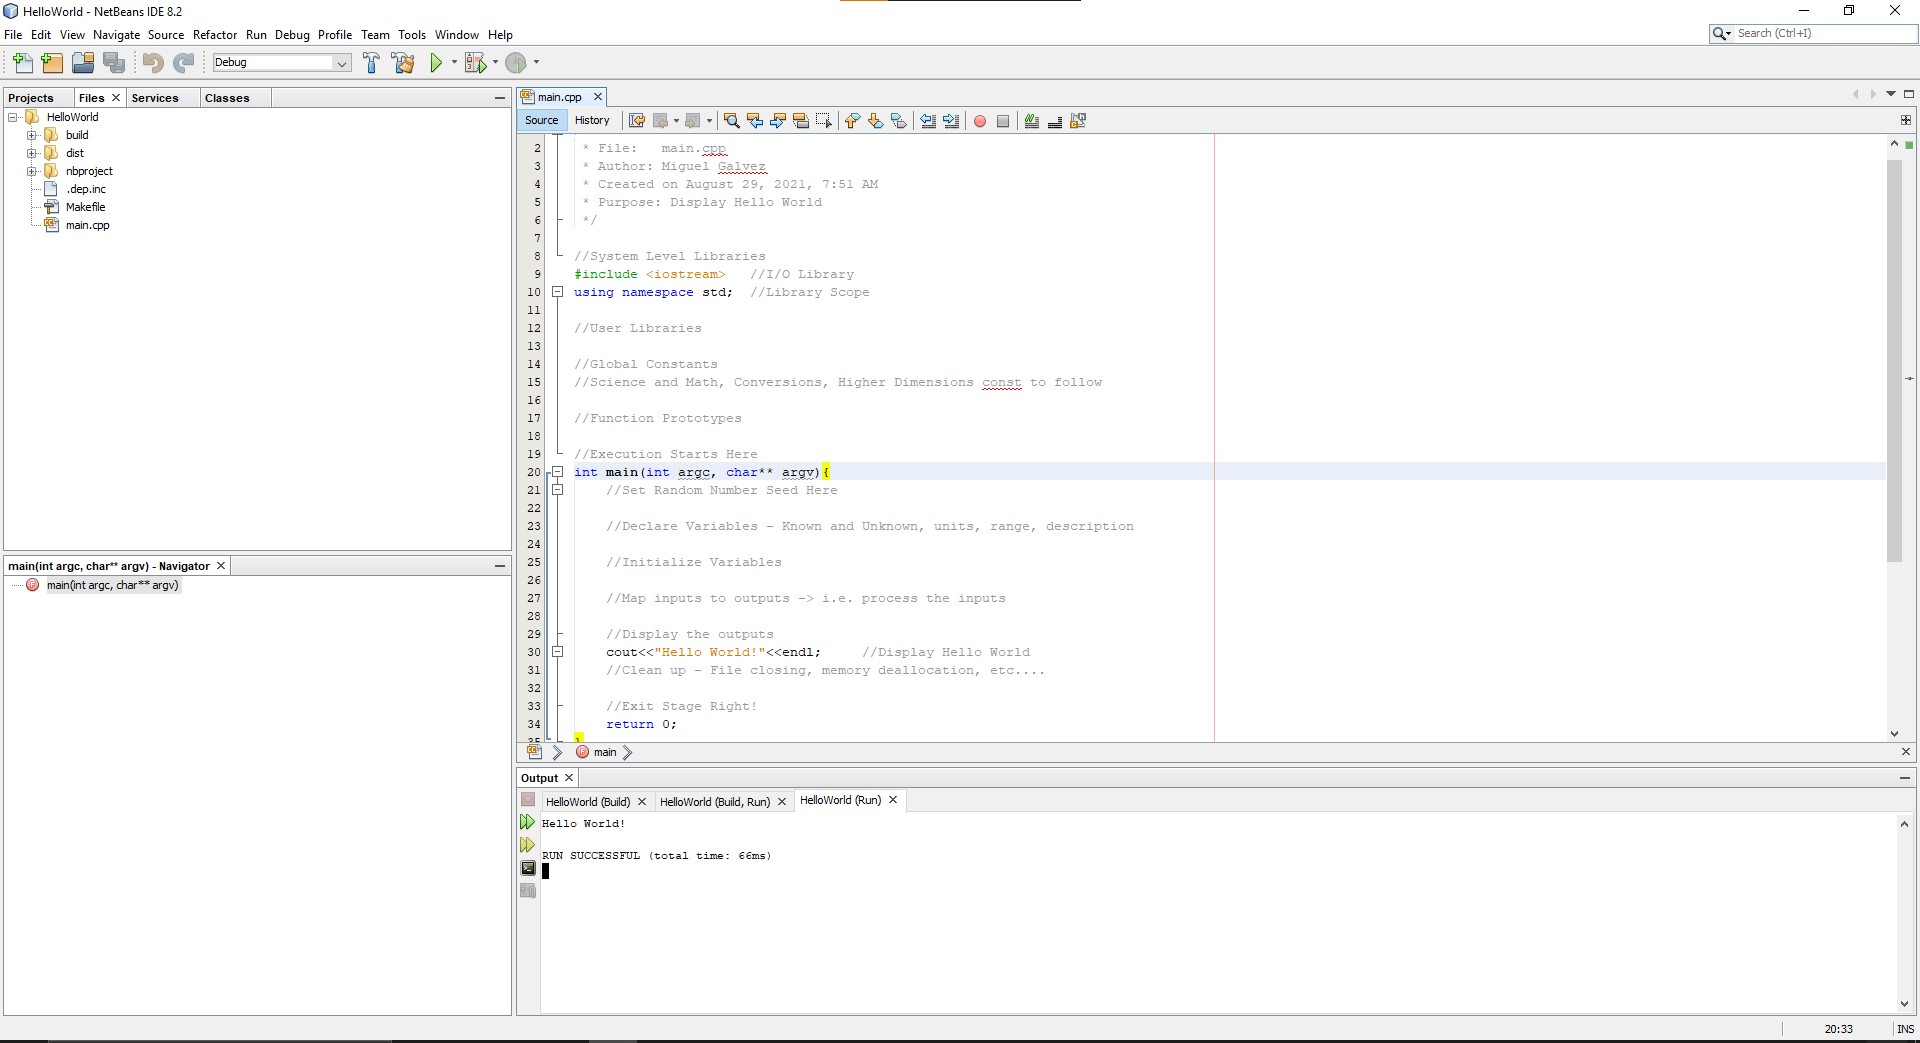 HelloWorld - NetBeans IDE 8.2
File Edit View Navigate Source Refactor Run Debug Profile Team Tools Window Help
Search (Ctrl+I)
Debug
Projects Files Services Classes
HelloWorld
build
dist
nbproject
.dep.inc
Makefile
main.cpp
main(int argc, char** argv) - Navigator
main(int argc, char** argv)
main.cpp
Source History
2 * File:   main.cpp
3 * Author: Miguel Galvez
4 * Created on August 29, 2021, 7:51 AM
5 * Purpose: Display Hello World
6 */
7
8 //System Level Libraries
9 #include <iostream>   //I/O Library
10 using namespace std;  //Library Scope
11
12 //User Libraries
13
14 //Global Constants
15 //Science and Math, Conversions, Higher Dimensions const to follow
16
17 //Function Prototypes
18
19 //Execution Starts Here
20 int main(int argc, char** argv){
21     //Set Random Number Seed Here
22
23     //Declare Variables - Known and Unknown, units, range, description
24
25     //Initialize Variables
26
27     //Map inputs to outputs -> i.e. process the inputs
28
29     //Display the outputs
30     cout<<"Hello World!"<<endl;     //Display Hello World
31     //Clean up - File closing, memory deallocation, etc....
32
33     //Exit Stage Right!
34     return 0;
35 }
main
Output
HelloWorld (Build) HelloWorld (Build, Run) HelloWorld (Run)
Hello World!
RUN SUCCESSFUL (total time: 66ms)
20:33 INS